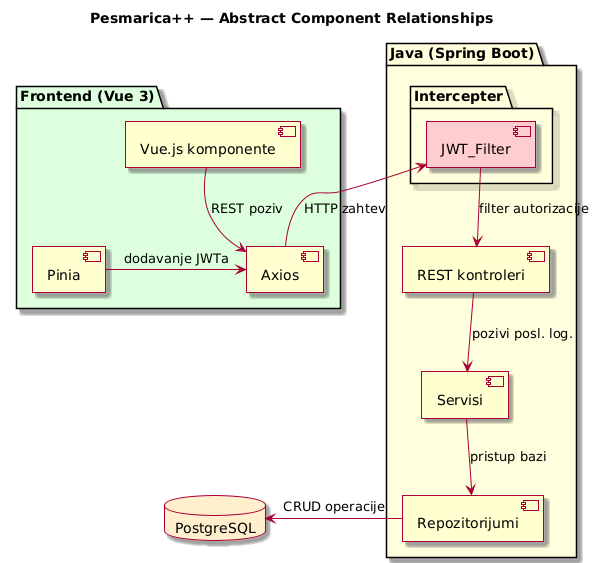 Pesmarica++ — Abstract Component Relationships
Java (Spring Boot)
Frontend (Vue 3)
Intercepter
Vue.js komponente
JWT_Filter
REST poziv
HTTP zahtev
filter autorizacije
dodavanje JWTa
Pinia
Axios
REST kontroleri
pozivi posl. log.
Servisi
pristup bazi
CRUD operacije
PostgreSQL
Repozitorijumi